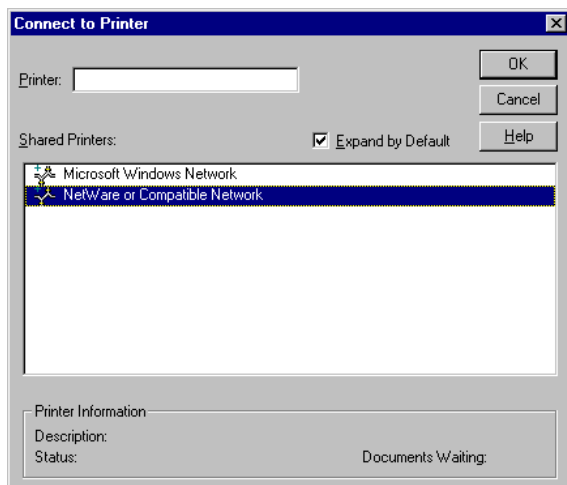 Connect to Printer
Printer:
OK
Cancel
Shared Printers:
Expand by Default
Help
Microsoft Windows Network
NetWare or Compatible Network
Printer Information
Description:
Status:
Documents Waiting: